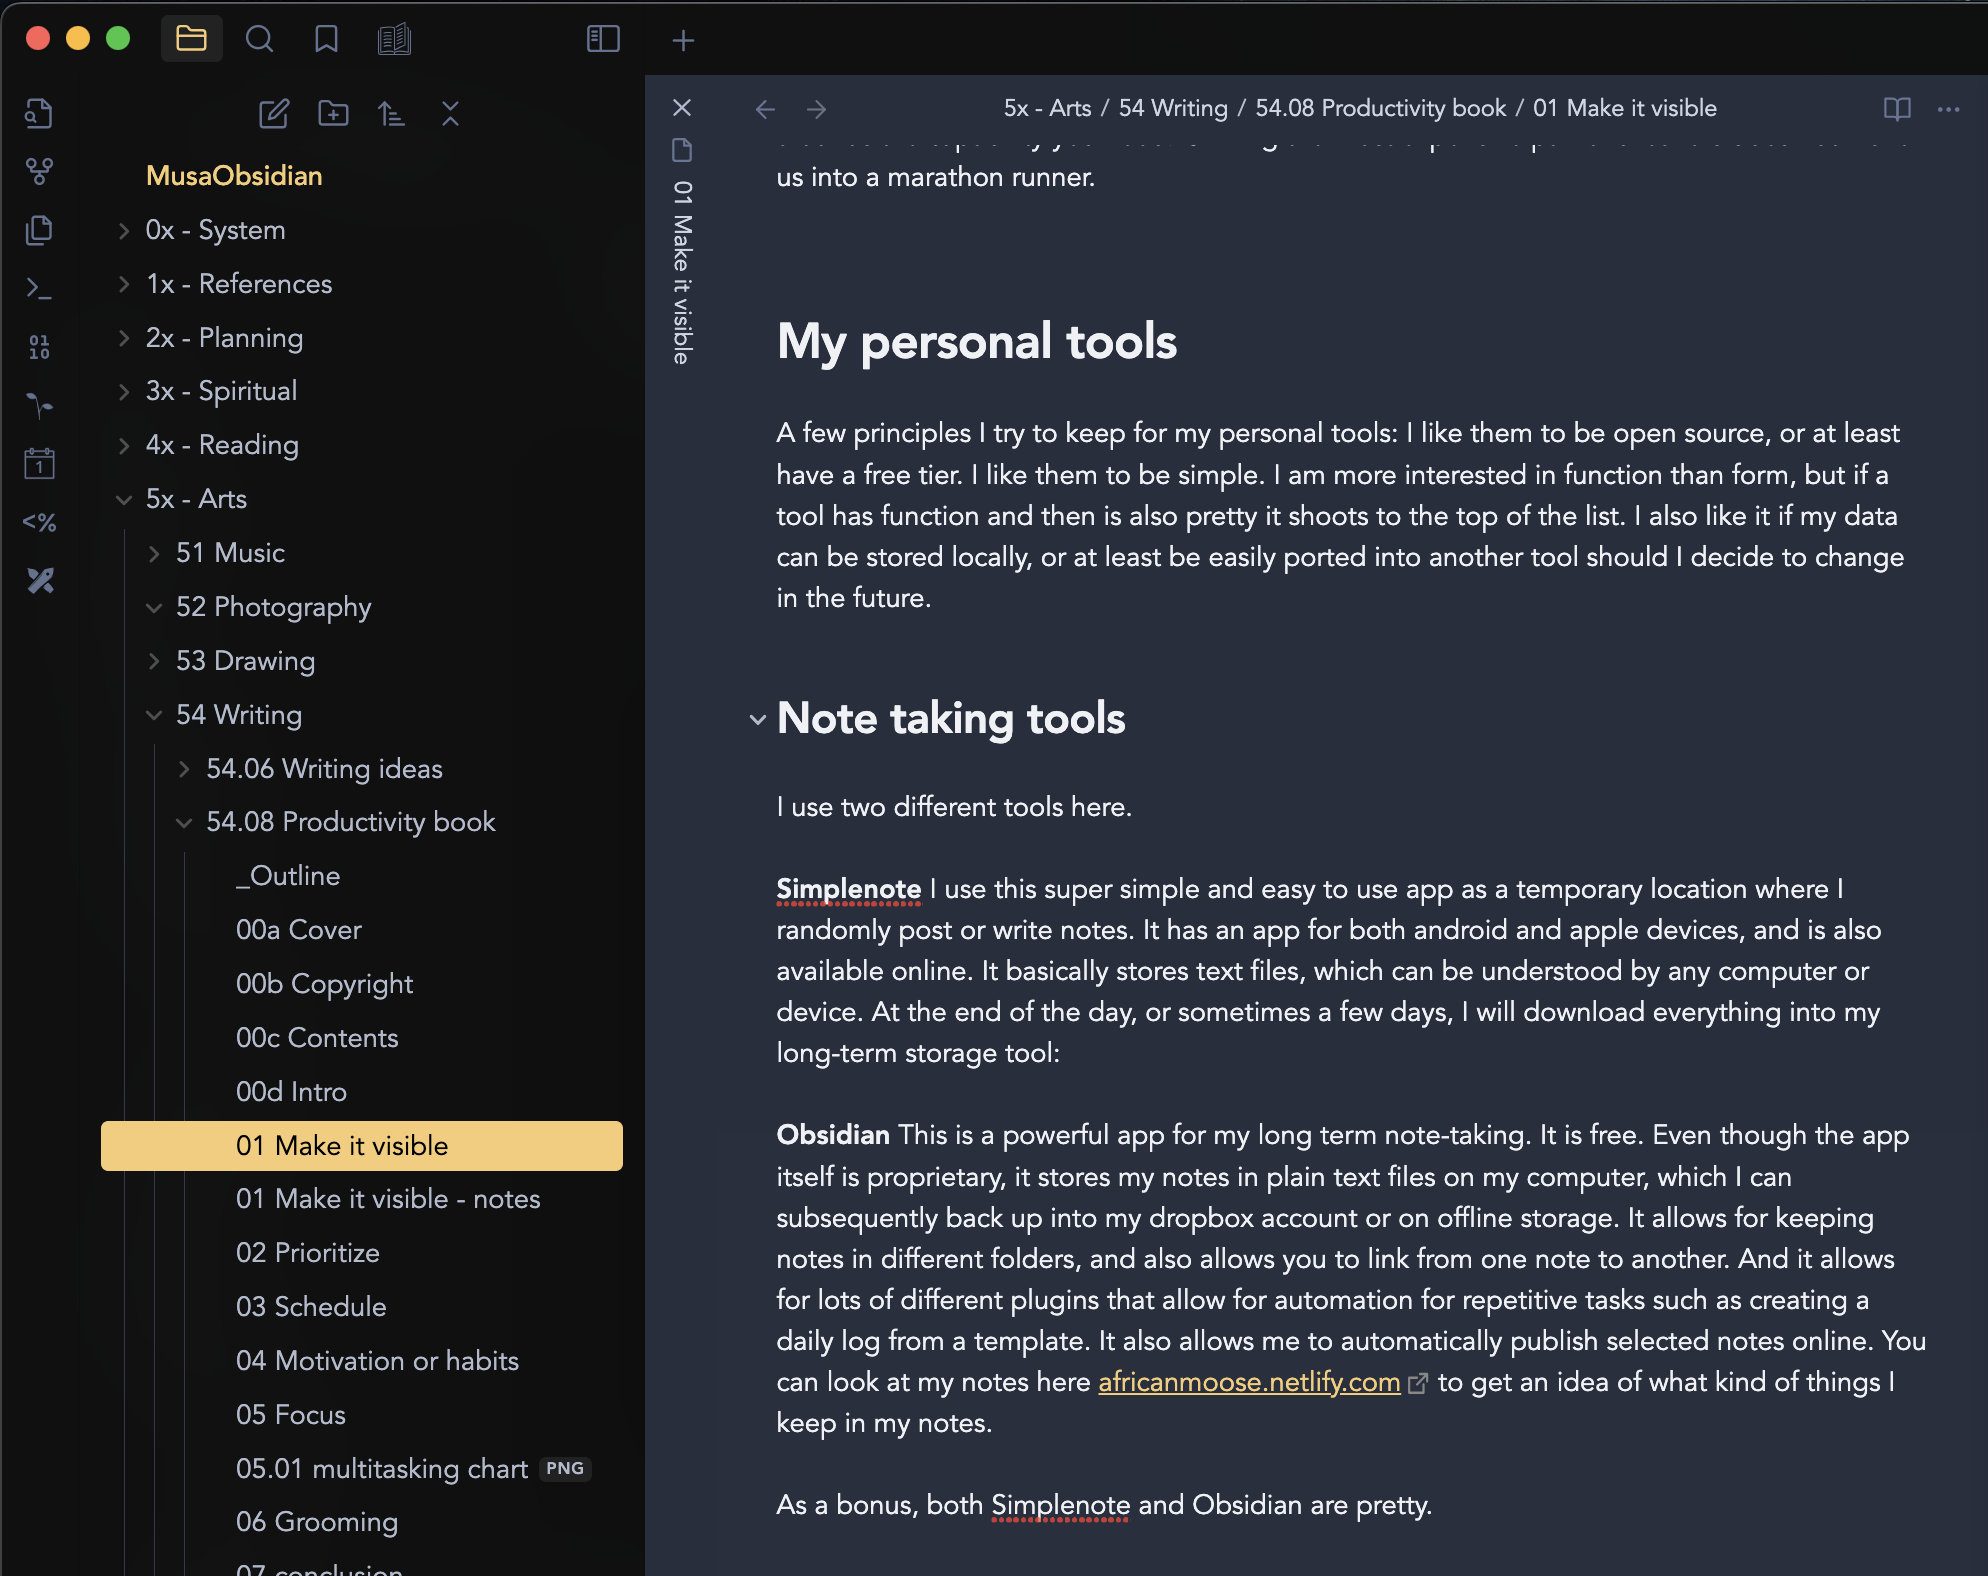 5x - Arts / 54 Writing / 54.08 Productivity book / 01 Make it visible
MusaObsidian
0x - System
1x - References
2x - Planning
3x - Spiritual
4x - Reading
5x - Arts
51 Music
52 Photography
53 Drawing
54 Writing
54.06 Writing ideas
54.08 Productivity book
_Outline
00a Cover
00b Copyright
00c Contents
00d Intro
01 Make it visible
01 Make it visible - notes
02 Prioritize
03 Schedule
04 Motivation or habits
05 Focus
05.01 multitasking chart PNG
06 Grooming
07 conclusion
01
10
1
<%
01 Make it visible
us into a marathon runner.
My personal tools
A few principles I try to keep for my personal tools: I like them to be open source, or at least
have a free tier. I like them to be simple. I am more interested in function than form, but if a
tool has function and then is also pretty it shoots to the top of the list. I also like it if my data
can be stored locally, or at least be easily ported into another tool should I decide to change
in the future.
Note taking tools
I use two different tools here.
Simplenote I use this super simple and easy to use app as a temporary location where I
randomly post or write notes. It has an app for both android and apple devices, and is also
available online. It basically stores text files, which can be understood by any computer or
device. At the end of the day, or sometimes a few days, I will download everything into my
long-term storage tool:
Obsidian This is a powerful app for my long term note-taking. It is free. Even though the app
itself is proprietary, it stores my notes in plain text files on my computer, which I can
subsequently back up into my dropbox account or on offline storage. It allows for keeping
notes in different folders, and also allows you to link from one note to another. And it allows
for lots of different plugins that allow for automation for repetitive tasks such as creating a
daily log from a template. It also allows me to automatically publish selected notes online. You
can look at my notes here africanmoose.netlify.com to get an idea of what kind of things I
keep in my notes.
As a bonus, both Simplenote and Obsidian are pretty.